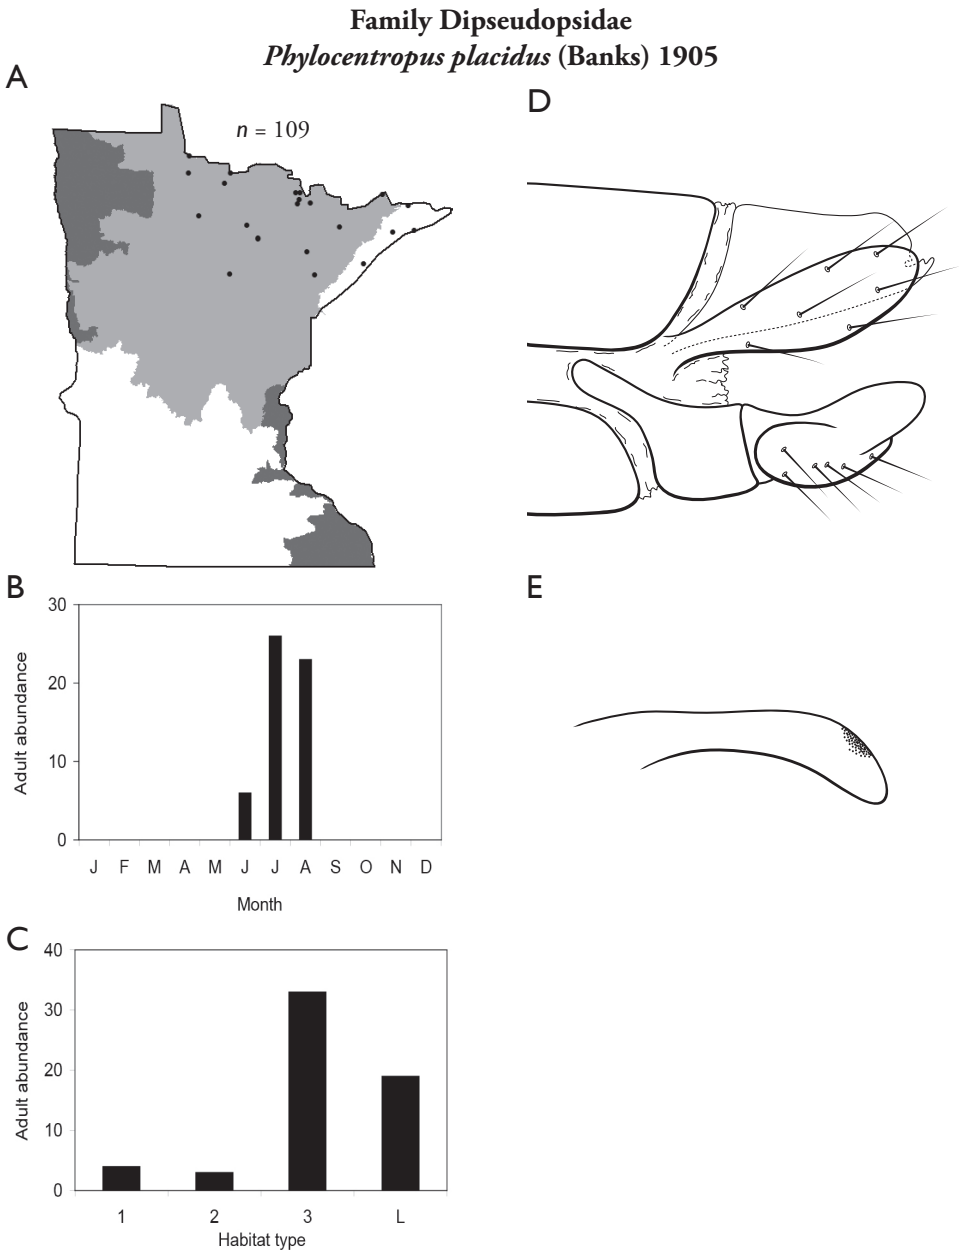 Family Dipseudopsidae
Phylocentropus placidus (Banks) 1905
A
n = 109
D
B
30
20
10
0
Adult abundance
J F M A M J J A S O N D
Month
E
C
40
30
20
10
0
Adult abundance
1 2 3 L
Habitat type